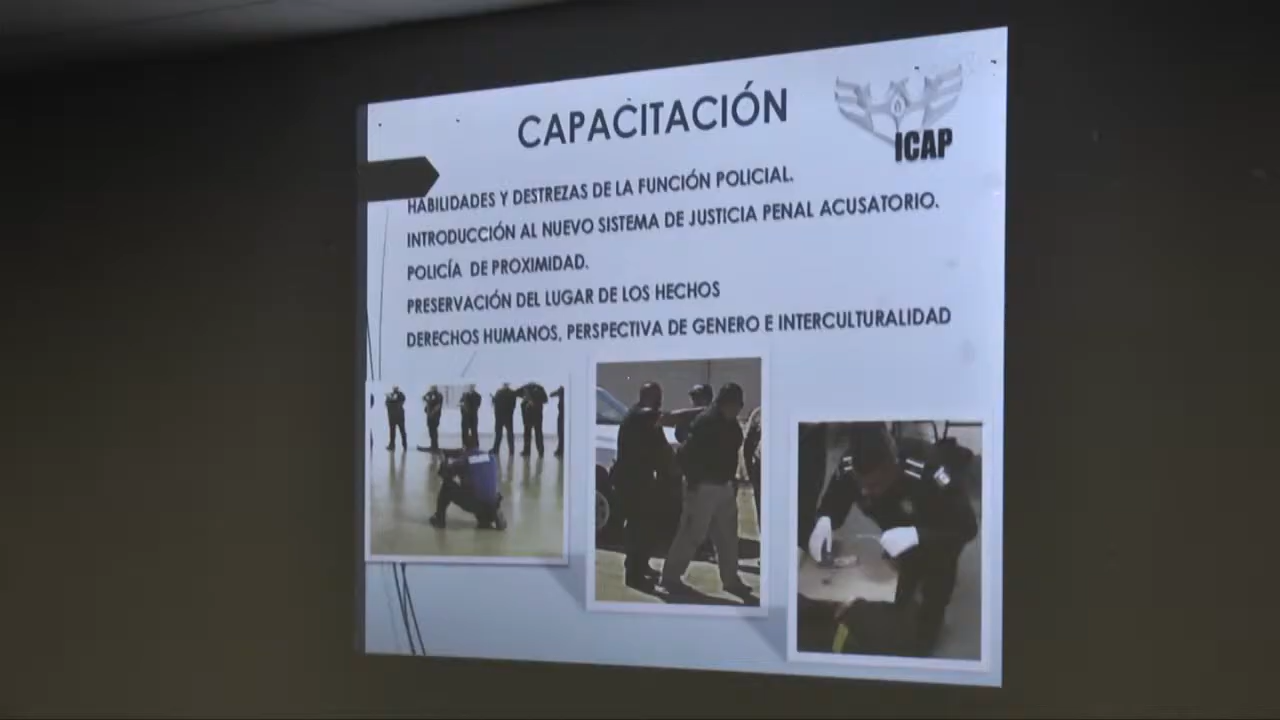 CAPACITACIÓN
ICAP
HABILIDADES Y DESTREZAS DE LA FUNCIÓN POLICIAL.
INTRODUCCIÓN AL NUEVO SISTEMA DE JUSTICIA PENAL ACUSATORIO.
POLICÍA DE PROXIMIDAD.
PRESERVACIÓN DEL LUGAR DE LOS HECHOS
DERECHOS HUMANOS, PERSPECTIVA DE GENERO E INTERCULTURALIDAD